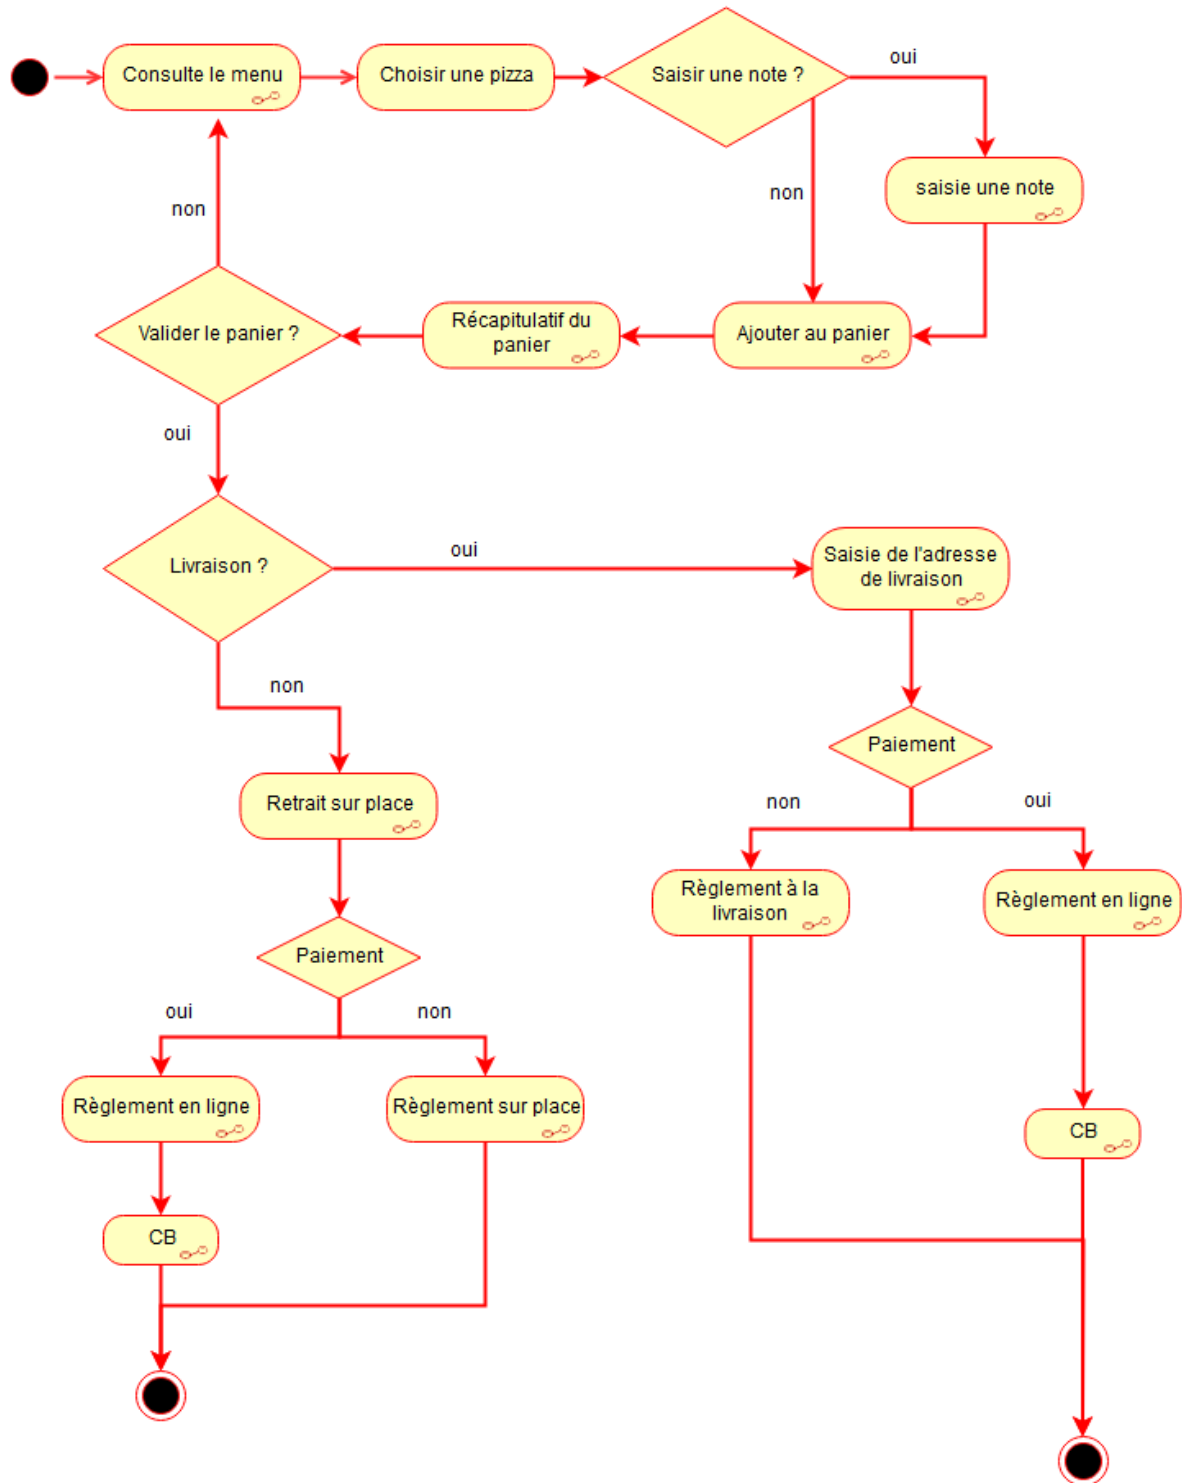 Consulte le menu
Choisir une pizza
Saisir une note ?
oui
saisie une note
non
non
Valider le panier ?
Récapitulatif du
panier
Ajouter au panier
oui
Livraison ?
oui
Saisie de l'adresse
de livraison
non
Paiement
Retrait sur place
non
oui
Règlement à la
livraison
Règlement en ligne
Paiement
oui
non
Règlement en ligne
Règlement sur place
CB
CB